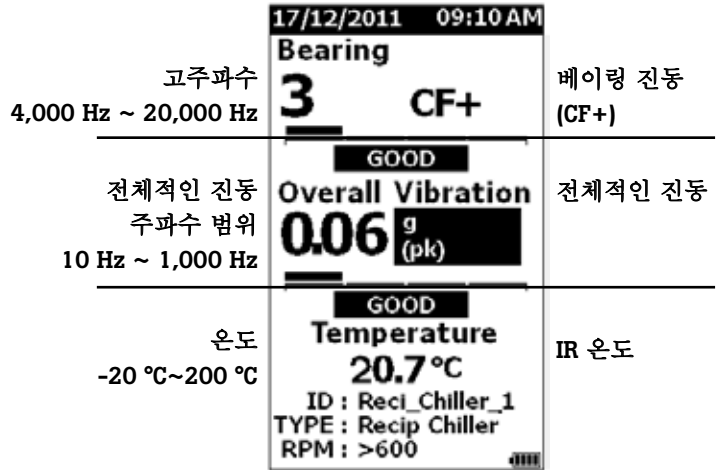 17/12/2011 09:10 AM
Bearing
고주파수
4,000 Hz ~ 20,000 Hz
3 CF+
베이링 진동
(CF+)
GOOD
전체적인 진동
주파수 범위
10 Hz ~ 1,000 Hz
Overall Vibration
0.06 g
(pk)
전체적인 진동
GOOD
온도
-20 °C~200 °C
Temperature
20.7 °C
IR 온도
ID : Reci_Chiller_1
TYPE : Recip Chiller
RPM : >600